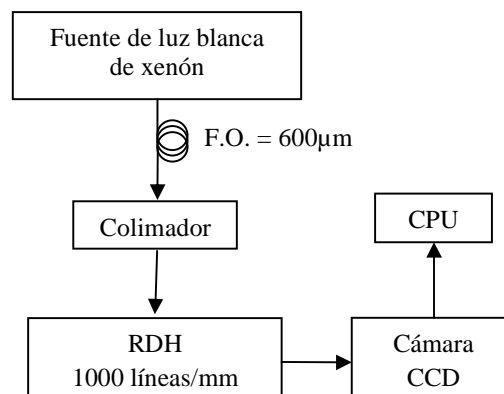 Fuente de luz blanca
de xenón
F.O. = 600µm
Colimador
CPU
RDH
1000 líneas/mm
Cámara
CCD